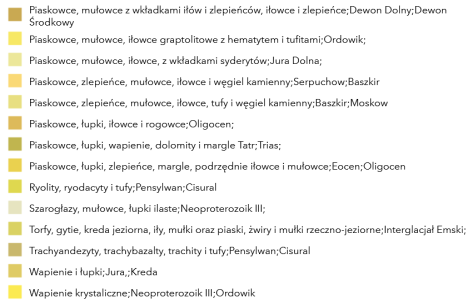 Piaskowce, mułowce z wkładkami iłów i zlepieńców, iłowce i zlepieńce;Dewon Dolny;Dewon
Środkowy
Piaskowce, mułowce, iłowce graptolitowe z hematytem i tufitami;Ordowik;
Piaskowce, mułowce, iłowce, z wkładkami syderytów;Jura Dolna;
Piaskowce, zlepieńce, mułowce, iłowce i węgiel kamienny;Serpuchow;Baszkir
Piaskowce, zlepieńce, mułowce, iłowce, tufy i węgiel kamienny;Baszkir;Moskow
Piaskowce, łupki, iłowce i rogowce;Oligocen;
Piaskowce, łupki, wapienie, dolomity i margle Tatr;Trias;
Piaskowce, łupki, zlepieńce, margle, podrzędnie iłowce i mułowce;Eocen;Oligocen
Ryolity, ryodacyty i tufy;Pensylwan;Cisural
Szarogłazy, mułowce, łupki ilaste;Neoproterozoik III;
Torfy, gytie, kreda jeziorna, iły, mułki oraz piaski, żwiry i mułki rzeczno-jeziorne;Interglacjał Emski;
Trachyandezyty, trachybazalty, trachity i tufy;Pensylwan;Cisural
Wapienie i łupki;Jura,;Kreda
Wapienie krystaliczne;Neoproterozoik III;Ordowik